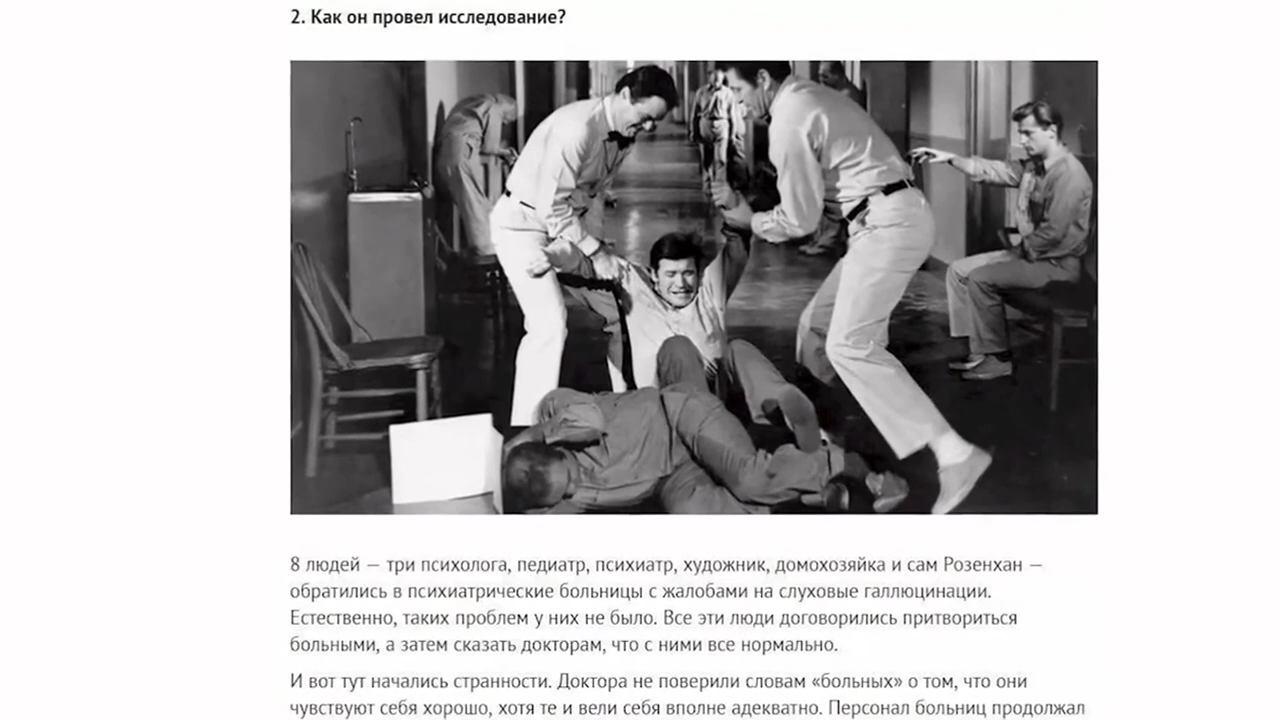 2. Как он провел исследование?
8 людей — три психолога, педиатр, психиатр, художник, домохозяйка и сам Розенхан —
обратились в психиатрические больницы с жалобами на слуховые галлюцинации.
Естественно, таких проблем у них не было. Все эти люди договорились притвориться
больными, а затем сказать докторам, что с ними все нормально.
И вот тут начались странности. Доктора не поверили словам «больных» о том, что они
чувствуют себя хорошо, хотя те и вели себя вполне адекватно. Персонал больниц продолжал